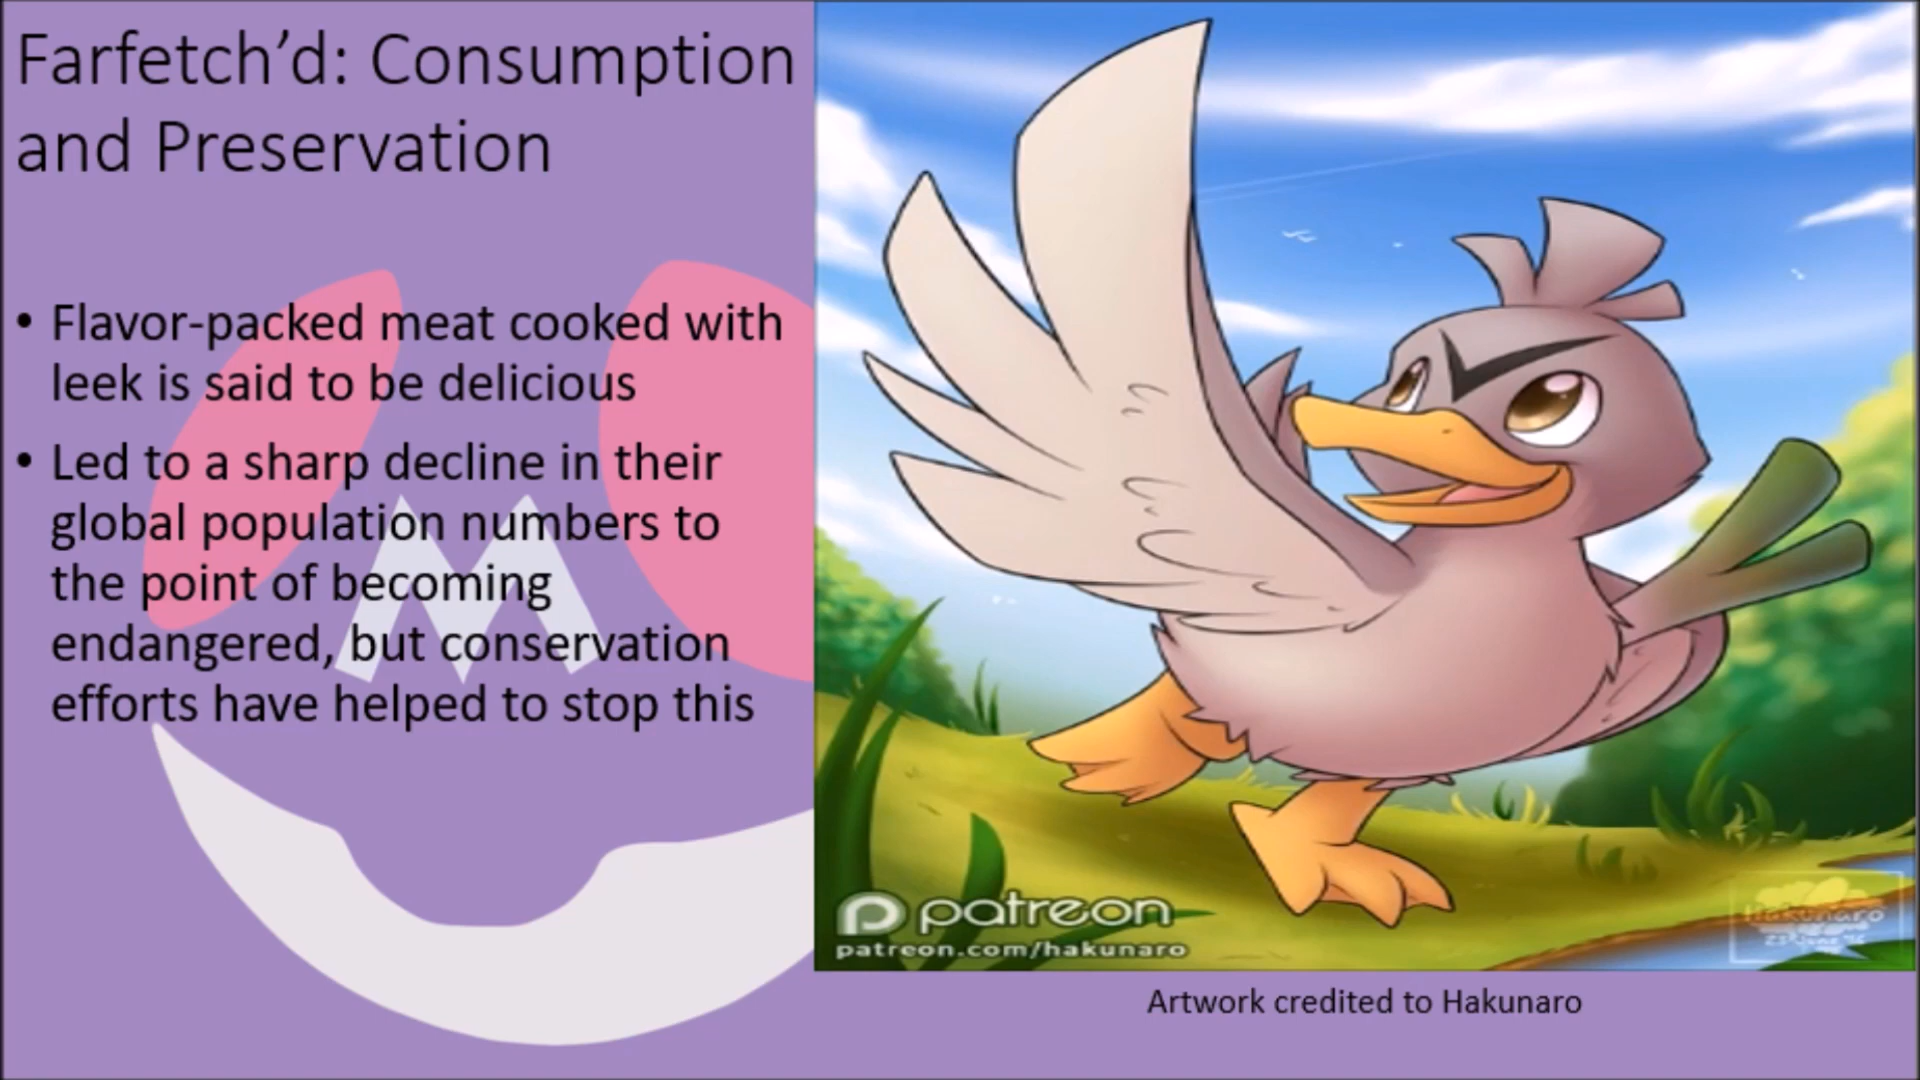 Farfetch’d: Consumption
and Preservation
• Flavor-packed meat cooked with
leek is said to be delicious
• Led to a sharp decline in their
global population numbers to
the point of becoming
endangered, but conservation
efforts have helped to stop this
M
patreon
patreon.com/hakunaro
Hakunaro
Artwork credited to Hakunaro